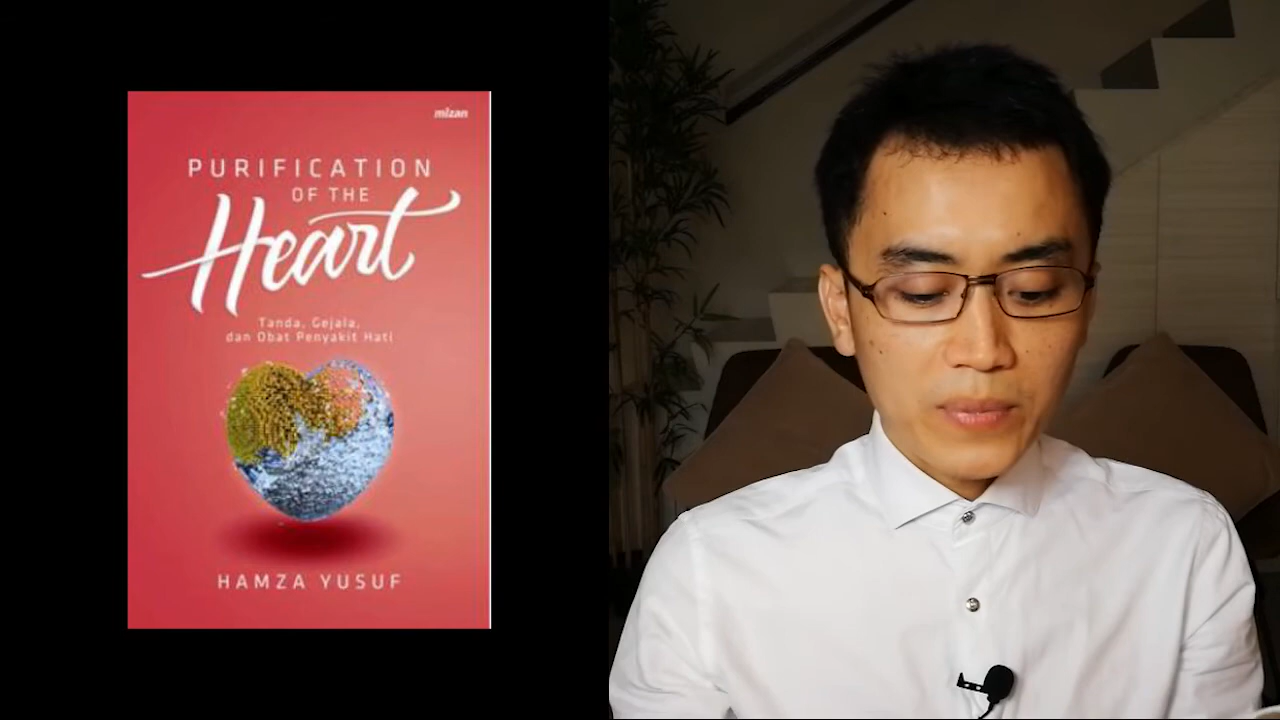 mizan
PURIFICATION
OF THE
Heart
Tanda, Gejala,
dan Obat Penyakit Hati
HAMZA YUSUF